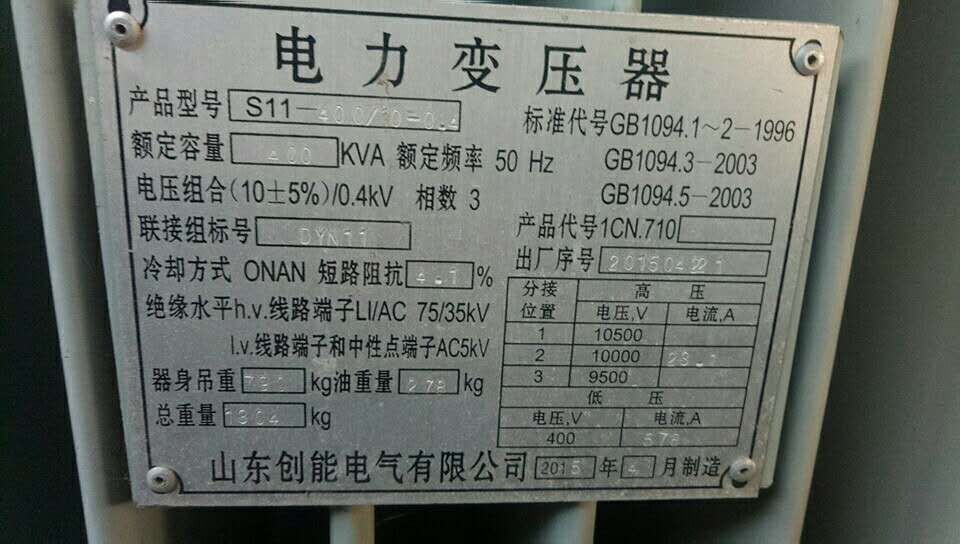 电力变压器
产品型号 S11-400/10-0.4
标准代号GB1094.1~2-1996
额定容量 400 KVA 额定频率 50 Hz
GB1094.3-2003
电压组合(10±5%)/0.4kV 相数 3
GB1094.5-2003
联接组标号 DYN11
产品代号1CN.710
冷却方式 ONAN 短路阻抗 4.1 %
出厂序号
绝缘水平h.v.线路端子LI/AC 75/35kV
l.v.线路端子和中性点端子AC5kV
器身吊重 790 kg油重量 278 kg
总重量 1304 kg
分接位置 高压
电压,V 电流,A
1 10500
2 10000
3 9500
低压
电压,V 电流,A
400 578
山东创能电气有限公司 2015 年 4 月制造